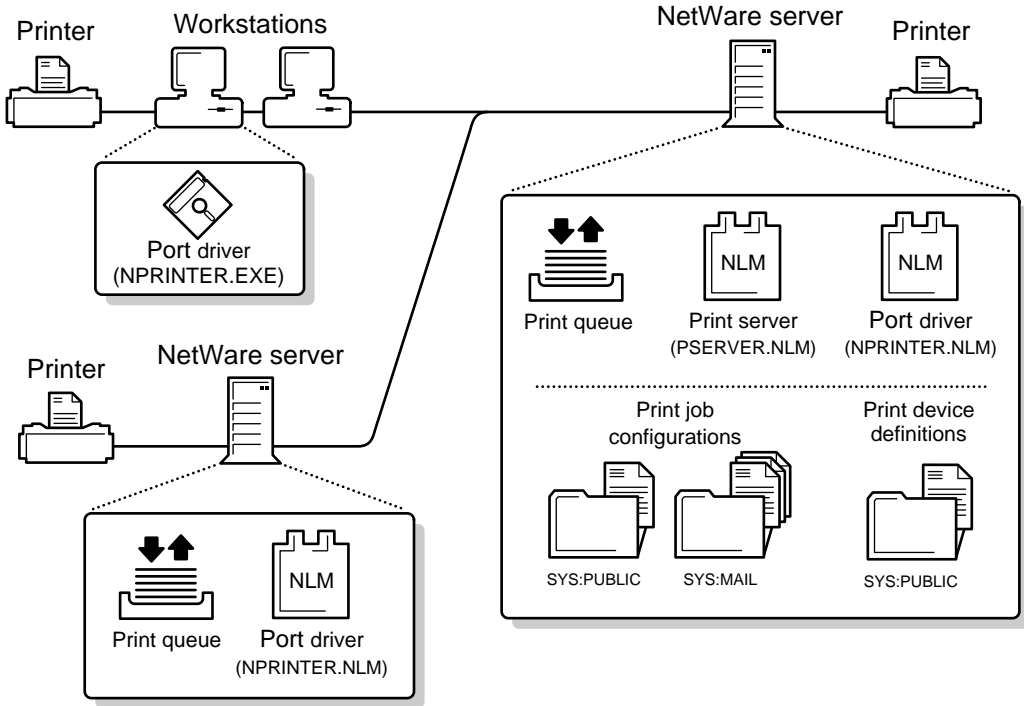 Printer
Workstations
NetWare server
Printer
Port driver
(NPRINTER.EXE)
NLM
NLM
Print queue
Print server
(PSERVER.NLM)
Port driver
(NPRINTER.NLM)
Print job
configurations
Print device
definitions
SYS:PUBLIC
SYS:MAIL
SYS:PUBLIC
Printer
NetWare server
NLM
Print queue
Port driver
(NPRINTER.NLM)